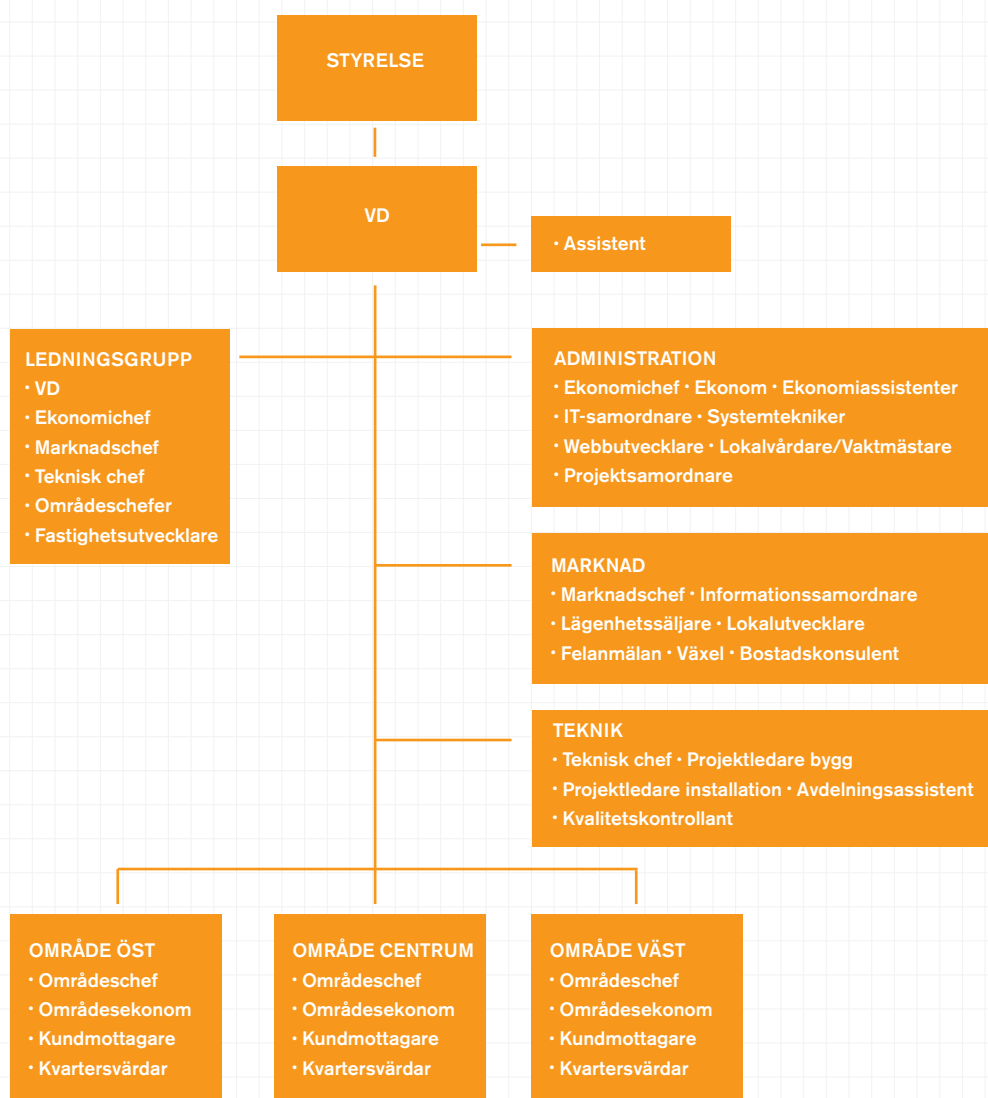 STYRELSE
VD
· Assistent
LEDNINGSGRUPP
· VD
· Ekonomichef
· Marknadschef
· Teknisk chef
· Områdeschefer
· Fastighetsutvecklare
ADMINISTRATION
· Ekonomichef · Ekonom · Ekonomiassistenter
· IT-samordnare · Systemtekniker
· Webbutvecklare · Lokalvårdare/Vaktmästare
· Projektsamordnare
MARKNAD
· Marknadschef · Informationssamordnare
· Lägenhetssäljare · Lokalutvecklare
· Felanmälan · Växel · Bostadskonsulent
TEKNIK
· Teknisk chef · Projektledare bygg
· Projektledare installation · Avdelningsassistent
· Kvalitetskontrollant
OMRÅDE ÖST
· Områdeschef
· Områdesekonom
· Kundmottagare
· Kvartersvärdar
OMRÅDE CENTRUM
· Områdeschef
· Områdesekonom
· Kundmottagare
· Kvartersvärdar
OMRÅDE VÄST
· Områdeschef
· Områdesekonom
· Kundmottagare
· Kvartersvärdar